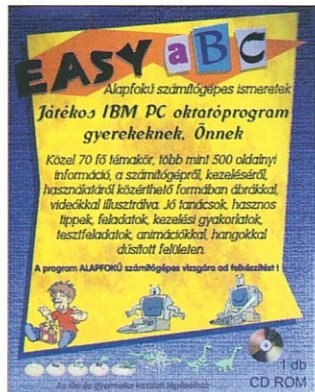 EASY aBC
Alapfokú számítógépes ismeretek
Játékos IBM PC oktatóprogram
gyerekeknek, Önnek
Közel 70 fő témakör, több mint 500 oldalnyi
információ, a számítógépről, kezeléséről,
használatáról közérthető formában ábrákkal,
videókkal illusztrálva. Jó tanácsok, hasznos
tippek, feladatok, kezelési gyakorlatok,
tesztfeladatok, animációkkal, hangokkal
dúsított felületen.
A program ALAPFOKÚ számítógépes vizsgára ad felkészítést !
1 db
CD ROM